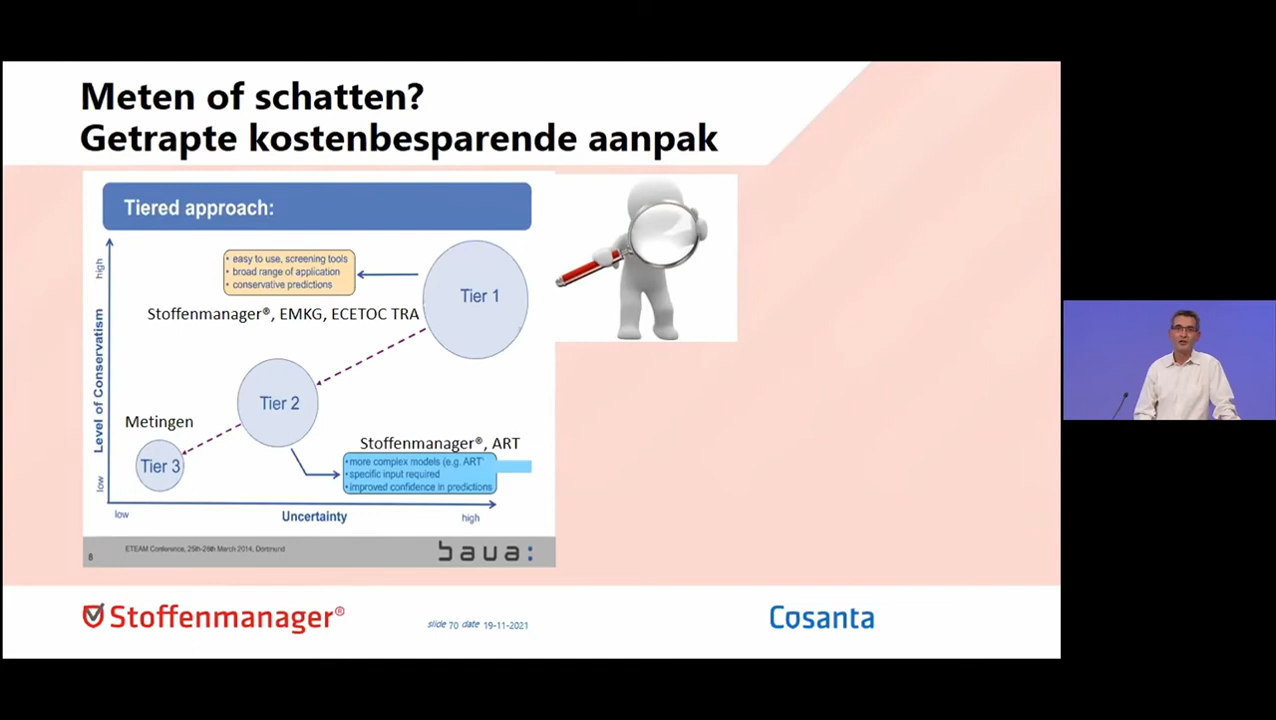 Meten of schatten?
Getrapte kostenbesparende aanpak
Tiered approach:
high
Level of Conservatism
low
• easy to use, screening tools
• broad range of application
• conservative predictions
Tier 1
Stoffenmanager®, EMKG, ECETOC TRA
Tier 2
Metingen
Tier 3
Stoffenmanager®, ART
• more complex models (e.g. ART
• specific input required
• improved confidence in predictions
low
Uncertainty
high
8
ETEAM Conference, 25th-26th March 2014, Dortmund
baua:
Stoffenmanager®
slide 70 date 19-11-2021
Cosanta